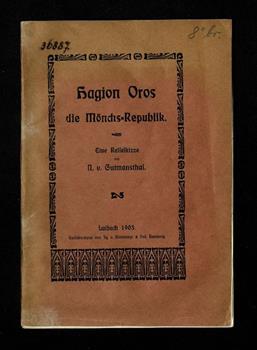 36887.
8° br.
Hagion Oros
die Mönchs-Republik.
Eine Reiseskizze
von
N. v. Gutmansthal.
Laibach 1903.